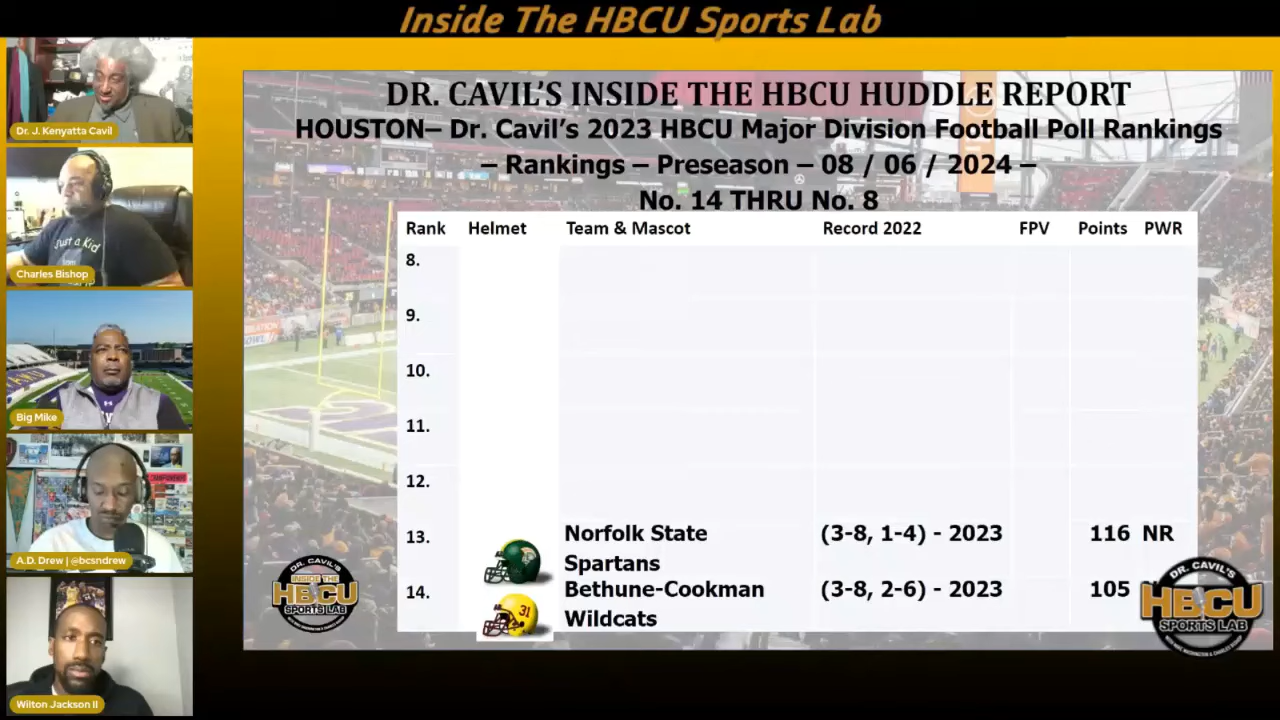 Inside The HBCU Sports Lab
Dr. J. Kenyatta Cavil
Charles Bishop
Just a Kid
Big Mike
A.D. Drew | @bcsndrew
Wilton Jackson II
DR. CAVIL'S INSIDE THE HBCU HUDDLE REPORT
HOUSTON– Dr. Cavil's 2023 HBCU Major Division Football Poll Rankings
– Rankings – Preseason – 08 / 06 / 2024 –
No. 14 THRU No. 8
Rank Helmet Team & Mascot Record 2022 FPV Points PWR
8.
9.
10.
11.
12.
13. Norfolk State Spartans (3-8, 1-4) - 2023 116 NR
14. 31 Bethune-Cookman Wildcats (3-8, 2-6) - 2023 105
DR. CAVIL'S
INSIDE THE
HBCU
SPORTS LAB
DR. CAVIL'S
HBCU
SPORTS LAB